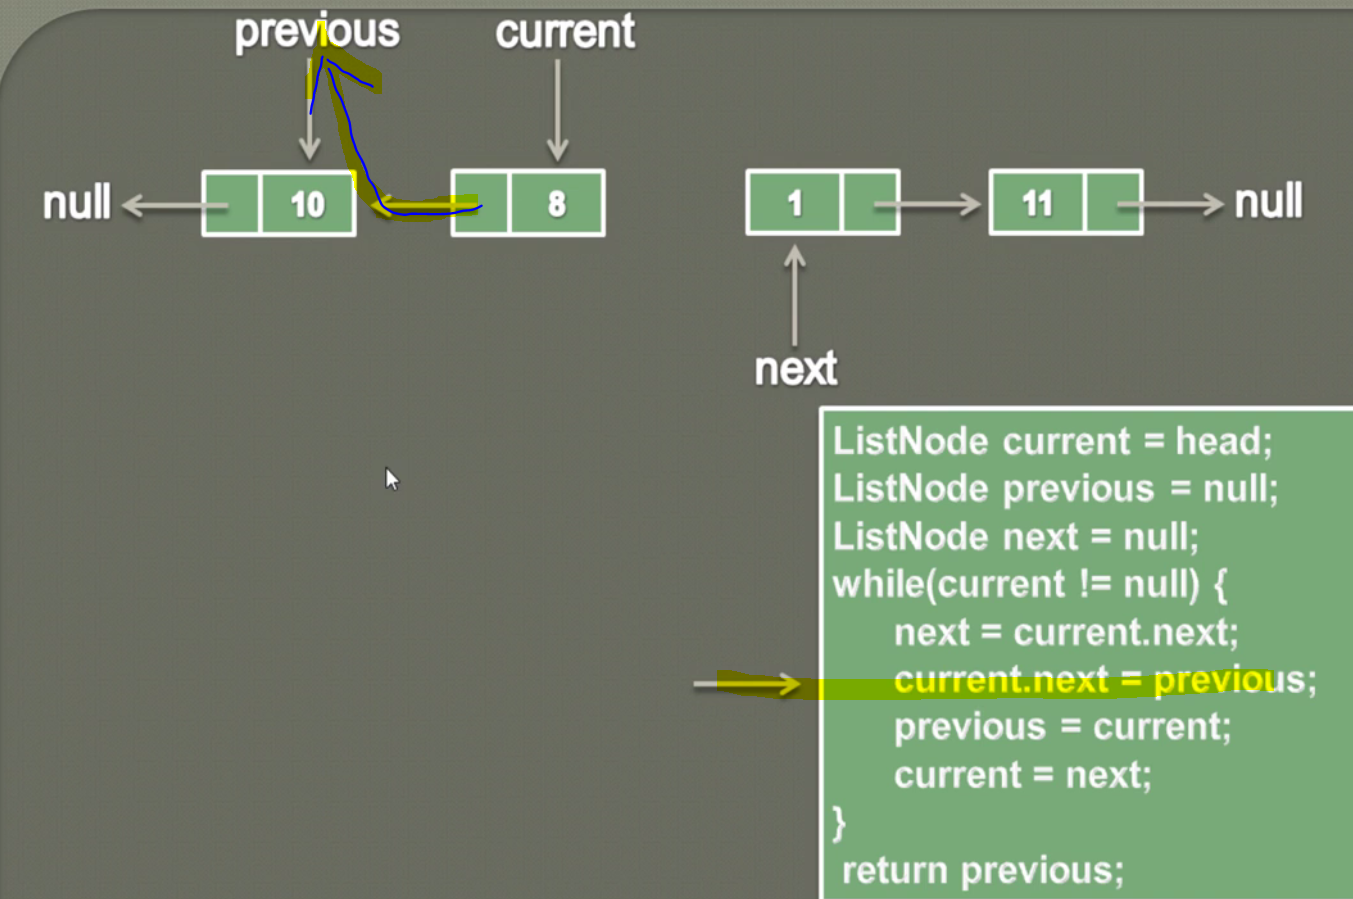 previous current
null 10 8 1 11 null
next
ListNode current = head;
ListNode previous = null;
ListNode next = null;
while(current != null) {
next = current.next;
current.next = previous;
previous = current;
current = next;
}
return previous;